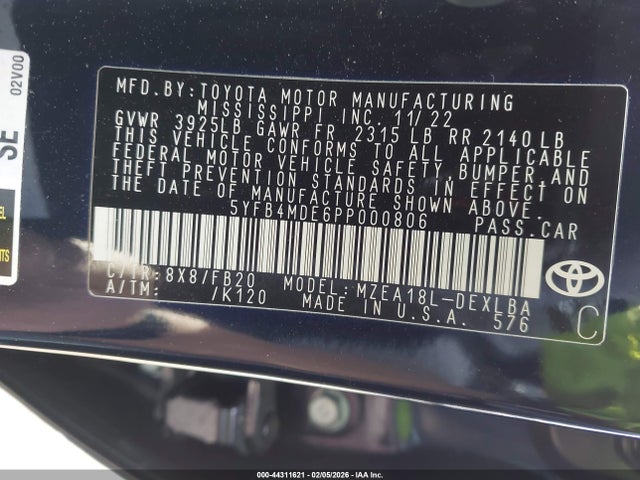 MFD.BY:TOYOTA MOTOR MANUFACTURING
MISSISSIPPI INC. 11/22
GVWR 3925LB GAWR FR 2315 LB RR 2140 LB
THIS VEHICLE CONFORMS TO ALL APPLICABLE
FEDERAL MOTOR VEHICLE SAFETY,BUMPER,AND
THEFT PREVENTION STANDARDS IN EFFECT ON
THE DATE OF MANUFACTURE SHOWN ABOVE.
5YFB4MDE6PP000806 PASS.CAR
C/TR:8X8/FB20 MODEL:MZEA18L-DEXLBA
A/TM: /K120 MADE IN U.S.A. 576
C
TOYOTA
02V00
SE
000-44311621 - 02/05/2026 - IAA Inc.